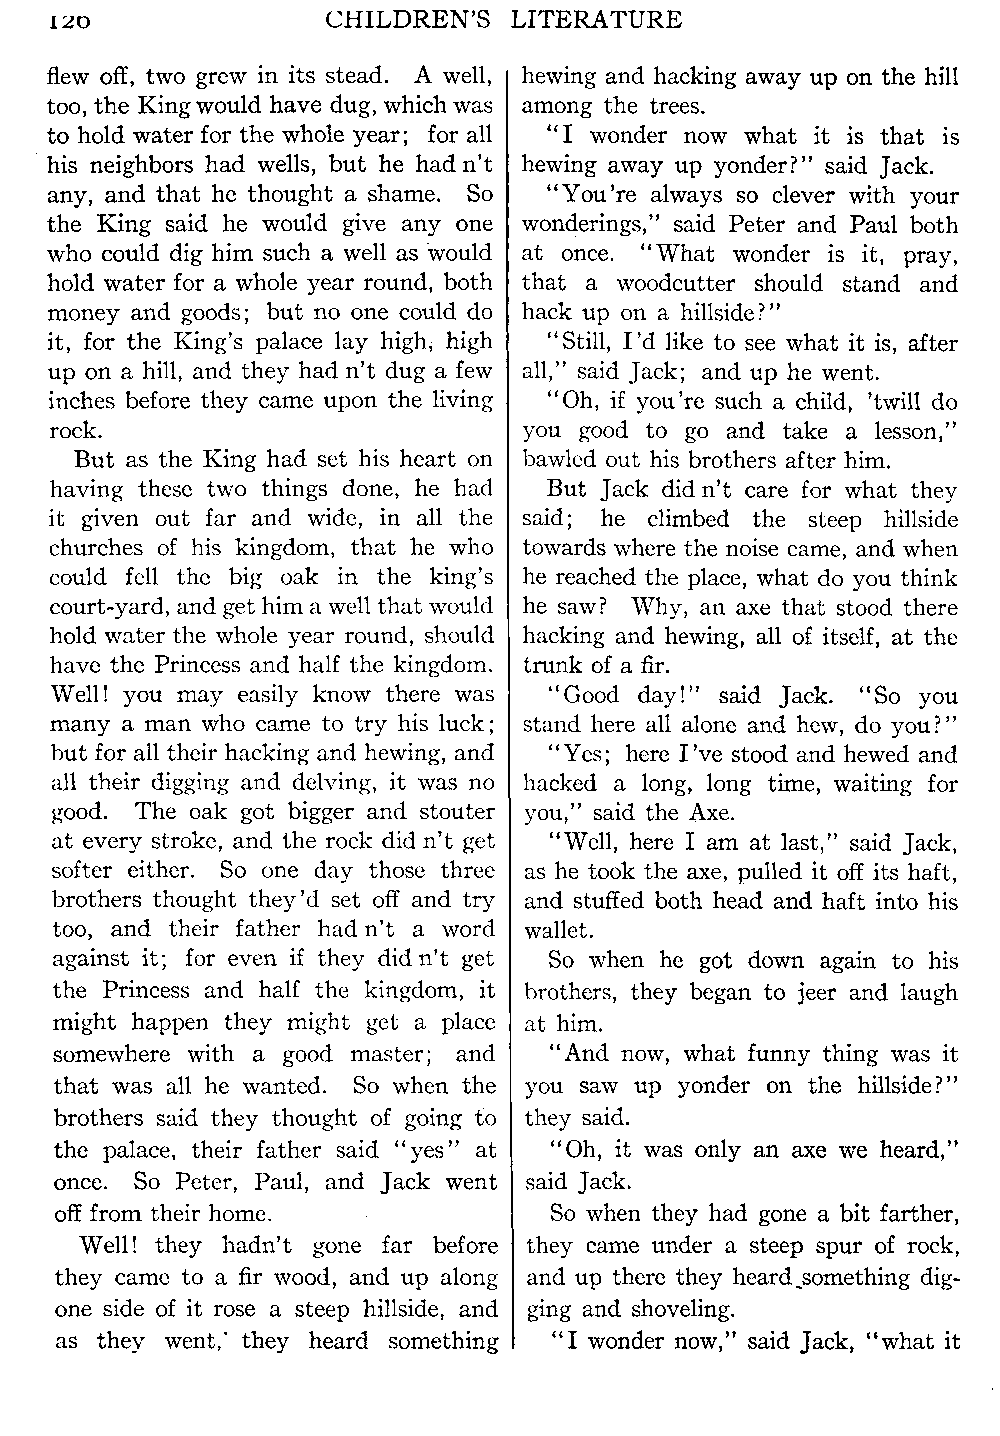 120 CHILDREN'S LITERATURE
flew off, two grew in its stead. A well,
too, the King would have dug, which was
to hold water for the whole year; for all
his neighbors had wells, but he had n't
any, and that he thought a shame. So
the King said he would give any one
who could dig him such a well as would
hold water for a whole year round, both
money and goods; but no one could do
it, for the King's palace lay high, high
up on a hill, and they had n't dug a few
inches before they came upon the living
rock.
But as the King had set his heart on
having these two things done, he had
it given out far and wide, in all the
churches of his kingdom, that he who
could fell the big oak in the king's
court-yard, and get him a well that would
hold water the whole year round, should
have the Princess and half the kingdom.
Well! you may easily know there was
many a man who came to try his luck;
but for all their hacking and hewing, and
all their digging and delving, it was no
good. The oak got bigger and stouter
at every stroke, and the rock did n't get
softer either. So one day those three
brothers thought they'd set off and try
too, and their father had n't a word
against it; for even if they did n't get
the Princess and half the kingdom, it
might happen they might get a place
somewhere with a good master; and
that was all he wanted. So when the
brothers said they thought of going to
the palace, their father said "yes" at
once. So Peter, Paul, and Jack went
off from their home.
Well! they hadn't gone far before
they came to a fir wood, and up along
one side of it rose a steep hillside, and
as they went, they heard something
hewing and hacking away up on the hill
among the trees.
"I wonder now what it is that is
hewing away up yonder?" said Jack.
"You're always so clever with your
wonderings," said Peter and Paul both
at once. "What wonder is it, pray,
that a woodcutter should stand and
hack up on a hillside?"
"Still, I'd like to see what it is, after
all," said Jack; and up he went.
"Oh, if you're such a child, 'twill do
you good to go and take a lesson,"
bawled out his brothers after him.
But Jack did n't care for what they
said; he climbed the steep hillside
towards where the noise came, and when
he reached the place, what do you think
he saw? Why, an axe that stood there
hacking and hewing, all of itself, at the
trunk of a fir.
"Good day!" said Jack. "So you
stand here all alone and hew, do you?"
"Yes; here I've stood and hewed and
hacked a long, long time, waiting for
you," said the Axe.
"Well, here I am at last," said Jack,
as he took the axe, pulled it off its haft,
and stuffed both head and haft into his
wallet.
So when he got down again to his
brothers, they began to jeer and laugh
at him.
"And now, what funny thing was it
you saw up yonder on the hillside?"
they said.
"Oh, it was only an axe we heard,"
said Jack.
So when they had gone a bit farther,
they came under a steep spur of rock,
and up there they heard something dig-
ging and shoveling.
"I wonder now," said Jack, "what it